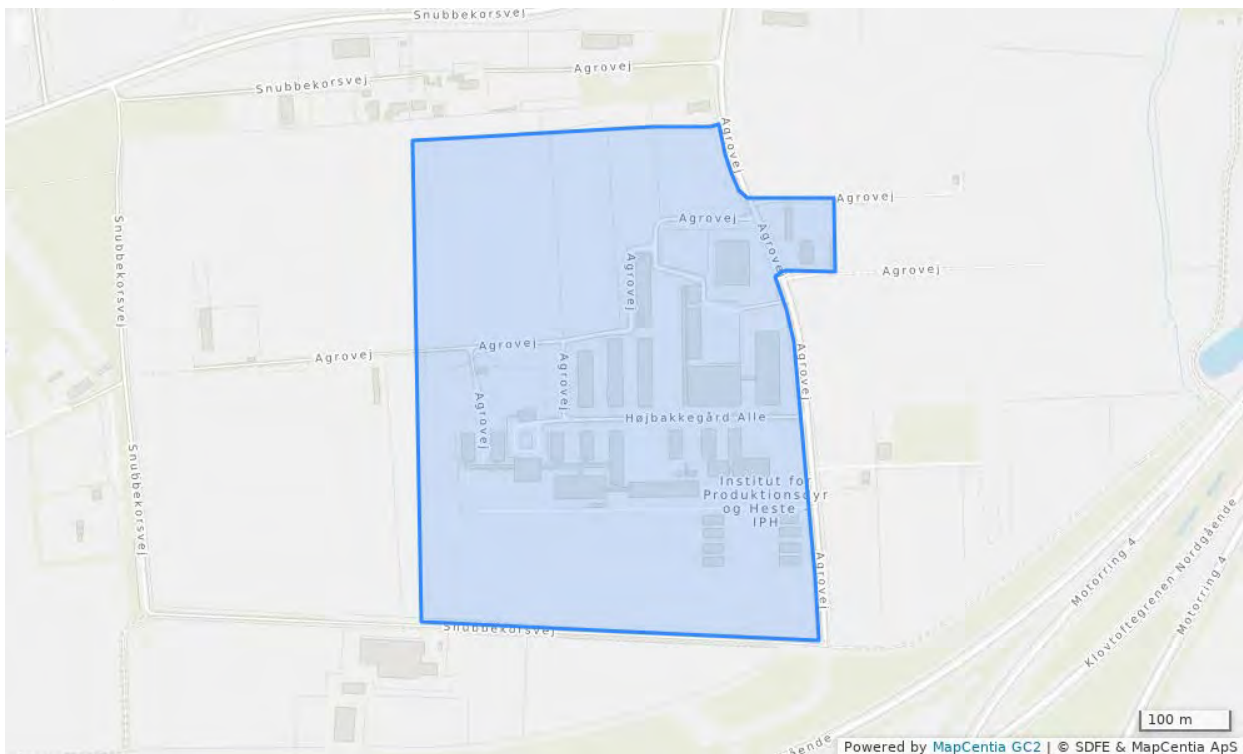 Snubbekorsvej
Agrovej
Snubbekorsvej
Agrovej
Agrovej
Agrovej
Agrovej
Agrovej
Agrovej
Agrovej
Snubbekorsvej
Agrovej
Agrovej
Agrovej
Agrovej
Agrovej
Højbakkegård Alle
Snubbekorsvej
Institut for
Produktionsdyr
og Heste
IPH
Agrovej
Motorring 4
Klovtoftegrenen Nordgående
Motorring 4
Snubbekorsvej
100 m
Powered by MapCentia GC2 | © SDFE & MapCentia ApS